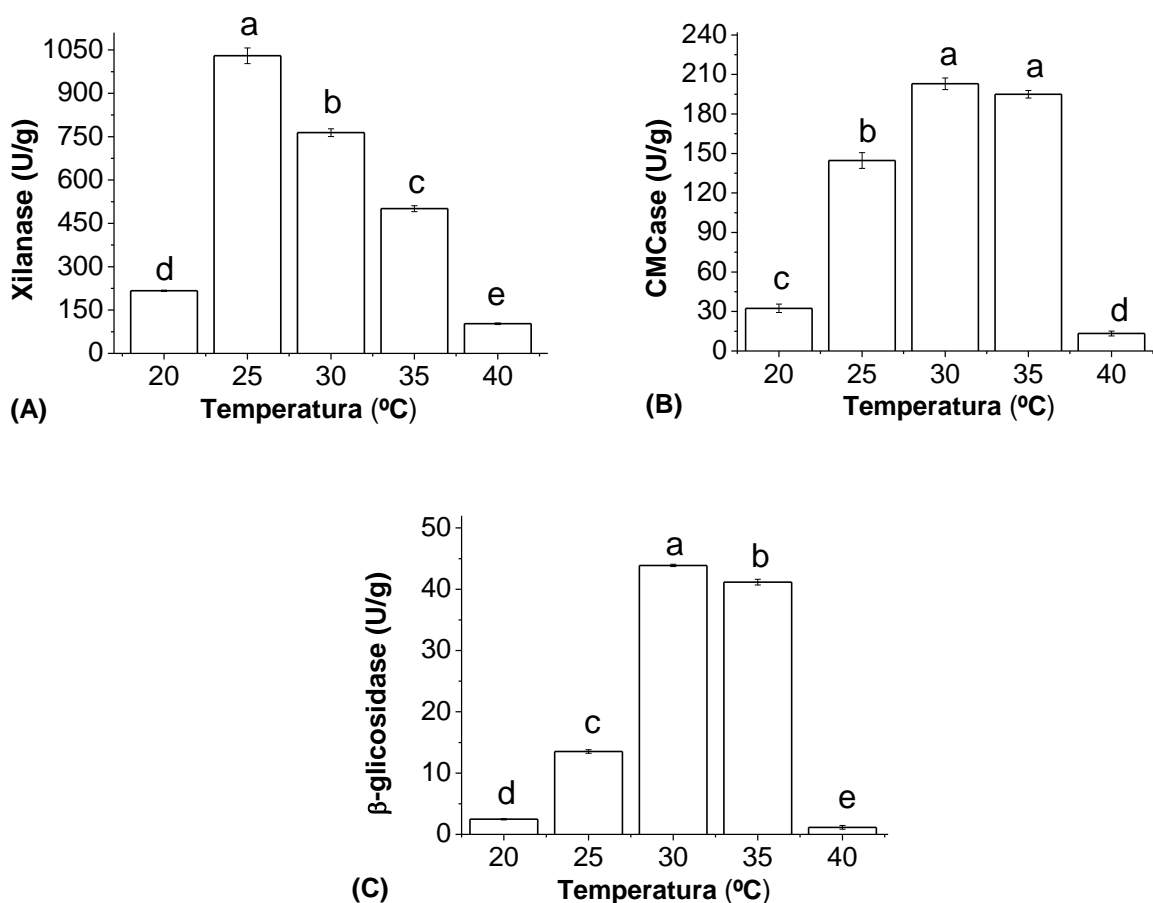 Xilanase (U/g)
1050
900
750
600
450
300
150
0
a
b
c
d
e
20 25 30 35 40
Temperatura (ºC)
(A)
CMCase (U/g)
240
210
180
150
120
90
60
30
0
a
a
b
c
d
20 25 30 35 40
Temperatura (ºC)
(B)
β-glicosidase (U/g)
50
40
30
20
10
0
a
b
c
d
e
20 25 30 35 40
Temperatura (ºC)
(C)